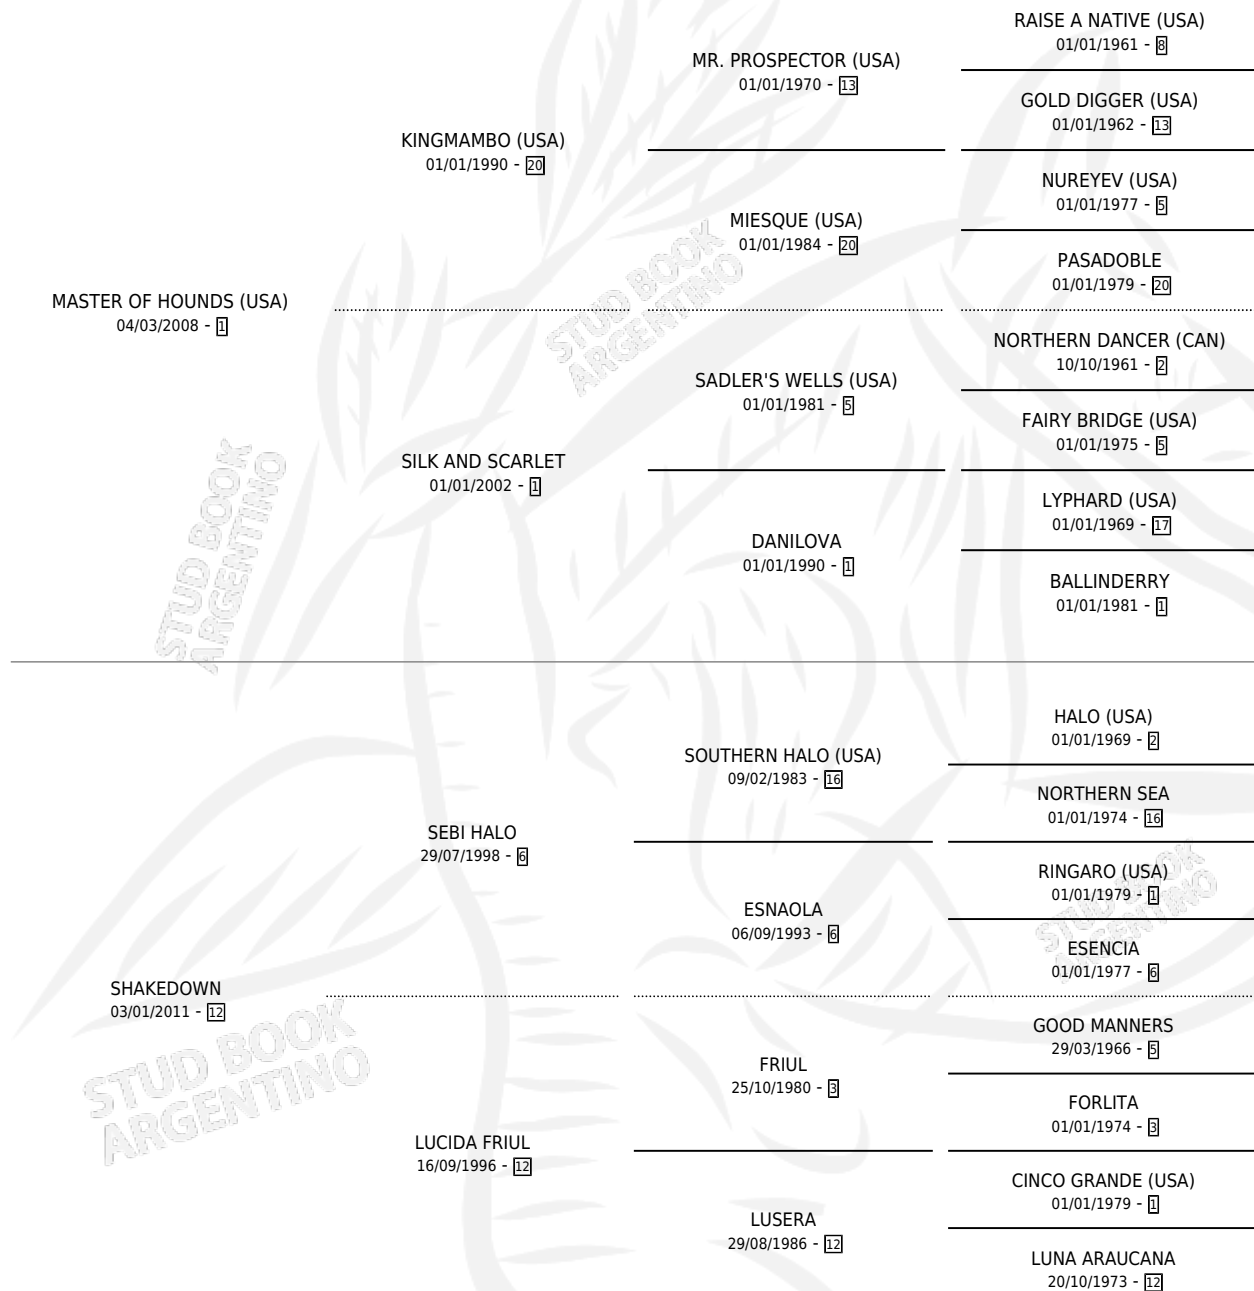 RAISE A NATIVE (USA)
01/01/1961 - 8
MR. PROSPECTOR (USA)
01/01/1970 - 13
GOLD DIGGER (USA)
01/01/1962 - 13
KINGMAMBO (USA)
01/01/1990 - 20
NUREYEV (USA)
01/01/1977 - 5
MIESQUE (USA)
01/01/1984 - 20
PASADOBLE
01/01/1979 - 20
MASTER OF HOUNDS (USA)
04/03/2008 - 1
NORTHERN DANCER (CAN)
10/10/1961 - 2
SADLER'S WELLS (USA)
01/01/1981 - 5
FAIRY BRIDGE (USA)
01/01/1975 - 5
SILK AND SCARLET
01/01/2002 - 1
LYPHARD (USA)
01/01/1969 - 17
DANILOVA
01/01/1990 - 1
BALLINDERRY
01/01/1981 - 1
HALO (USA)
01/01/1969 - 2
SOUTHERN HALO (USA)
09/02/1983 - 16
NORTHERN SEA
01/01/1974 - 16
SEBI HALO
29/07/1998 - 6
RINGARO (USA)
01/01/1979 - 1
ESNAOLA
06/09/1993 - 6
ESENCIA
01/01/1977 - 6
SHAKEDOWN
03/01/2011 - 12
GOOD MANNERS
29/03/1966 - 5
FRIUL
25/10/1980 - 3
FORLITA
01/01/1974 - 3
LUCIDA FRIUL
16/09/1996 - 12
CINCO GRANDE (USA)
01/01/1979 - 1
LUSERA
29/08/1986 - 12
LUNA ARAUCANA
20/10/1973 - 12
STUD BOOK
ARGENTINO
STUD BOOK
ARGENTINO
STUD BOOK
ARGENTINO
STUD BOOK
ARGENTINO